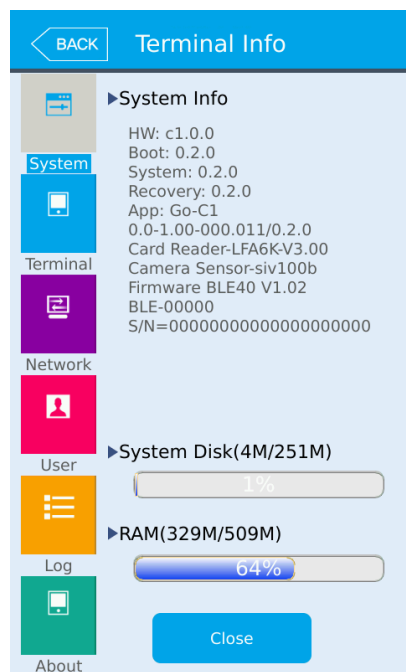 BACK
Terminal Info
System
Terminal
Network
User
Log
About
▶System Info
HW: c1.0.0
Boot: 0.2.0
System: 0.2.0
Recovery: 0.2.0
App: Go-C1
0.0-1.00-000.011/0.2.0
Card Reader-LFA6K-V3.00
Camera Sensor-siv100b
Firmware BLE40 V1.02
BLE-00000
S/N=00000000000000000000
▶System Disk(4M/251M)
1%
▶RAM(329M/509M)
64%
Close